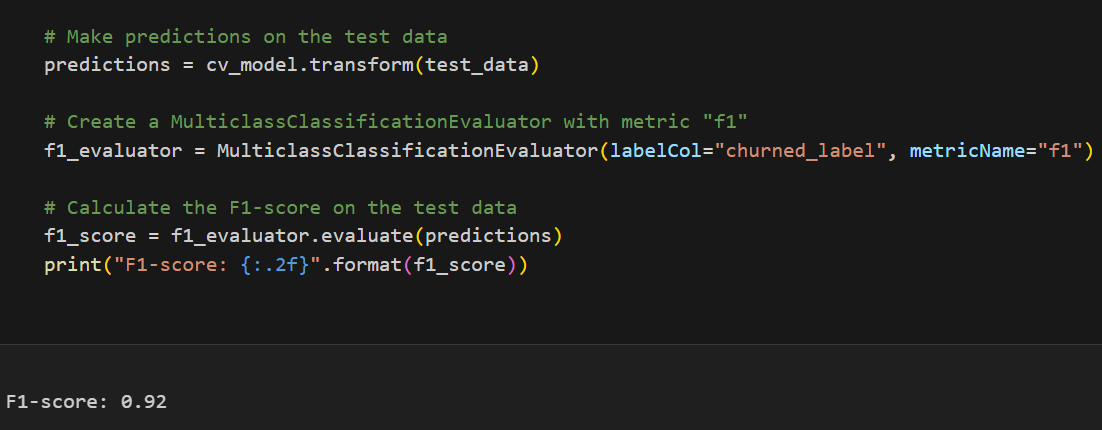 # Make predictions on the test data
predictions = cv_model.transform(test_data)
# Create a MulticlassClassificationEvaluator with metric "f1"
f1_evaluator = MulticlassClassificationEvaluator(labelCol="churned_label", metricName="f1")
# Calculate the F1-score on the test data
f1_score = f1_evaluator.evaluate(predictions)
print("F1-score: {:.2f}".format(f1_score))
F1-score: 0.92